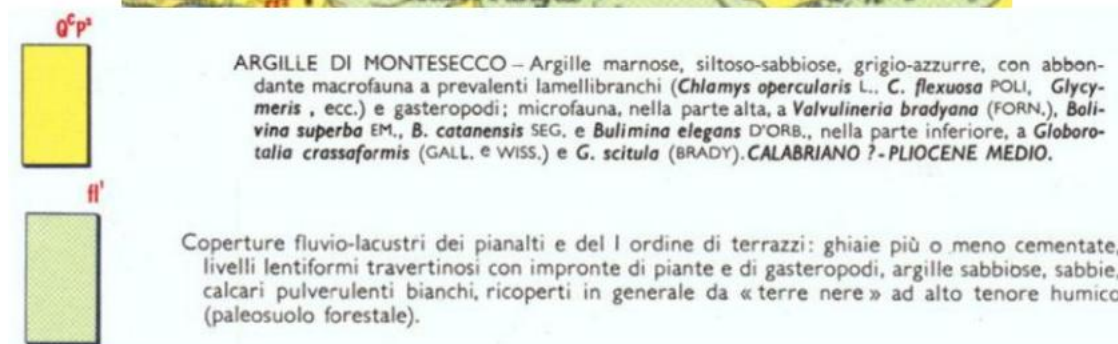 QᶜP³
ARGILLE DI MONTESECCO – Argille marnose, siltoso-sabbiose, grigio-azzurre, con abbon-
dante macrofauna a prevalenti lamellibranchi (Chlamys opercularis L., C. flexuosa POLI, Glycy-
meris , ecc.) e gasteropodi; microfauna, nella parte alta, a Valvulineria bradyana (FORN.), Boli-
vina superba EM., B. catanensis SEG. e Bulimina elegans D'ORB., nella parte inferiore, a Globoro-
talia crassaformis (GALL. e WISS.) e G. scitula (BRADY). CALABRIANO ? - PLIOCENE MEDIO.
fl¹
Coperture fluvio-lacustri dei pianalti e del I ordine di terrazzi: ghiaie più o meno cementate,
livelli lentiformi travertinosi con impronte di piante e di gasteropodi, argille sabbiose, sabbie,
calcari pulverulenti bianchi, ricoperti in generale da « terre nere » ad alto tenore humico
(paleosuolo forestale).